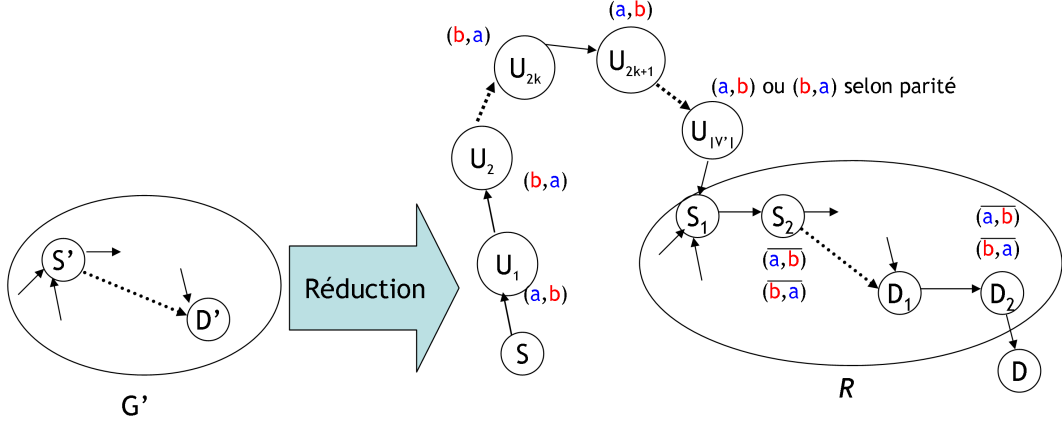 S’
D’
G’
Réduction
(b,a)
U2k
(a,b)
U2k+1
(a,b) ou (b,a) selon parité
U|V’|
U2
(b,a)
U1
(a,b)
S
S1
S2
(a,b)
(b,a)
D1
(a,b)
(b,a)
D2
D
R